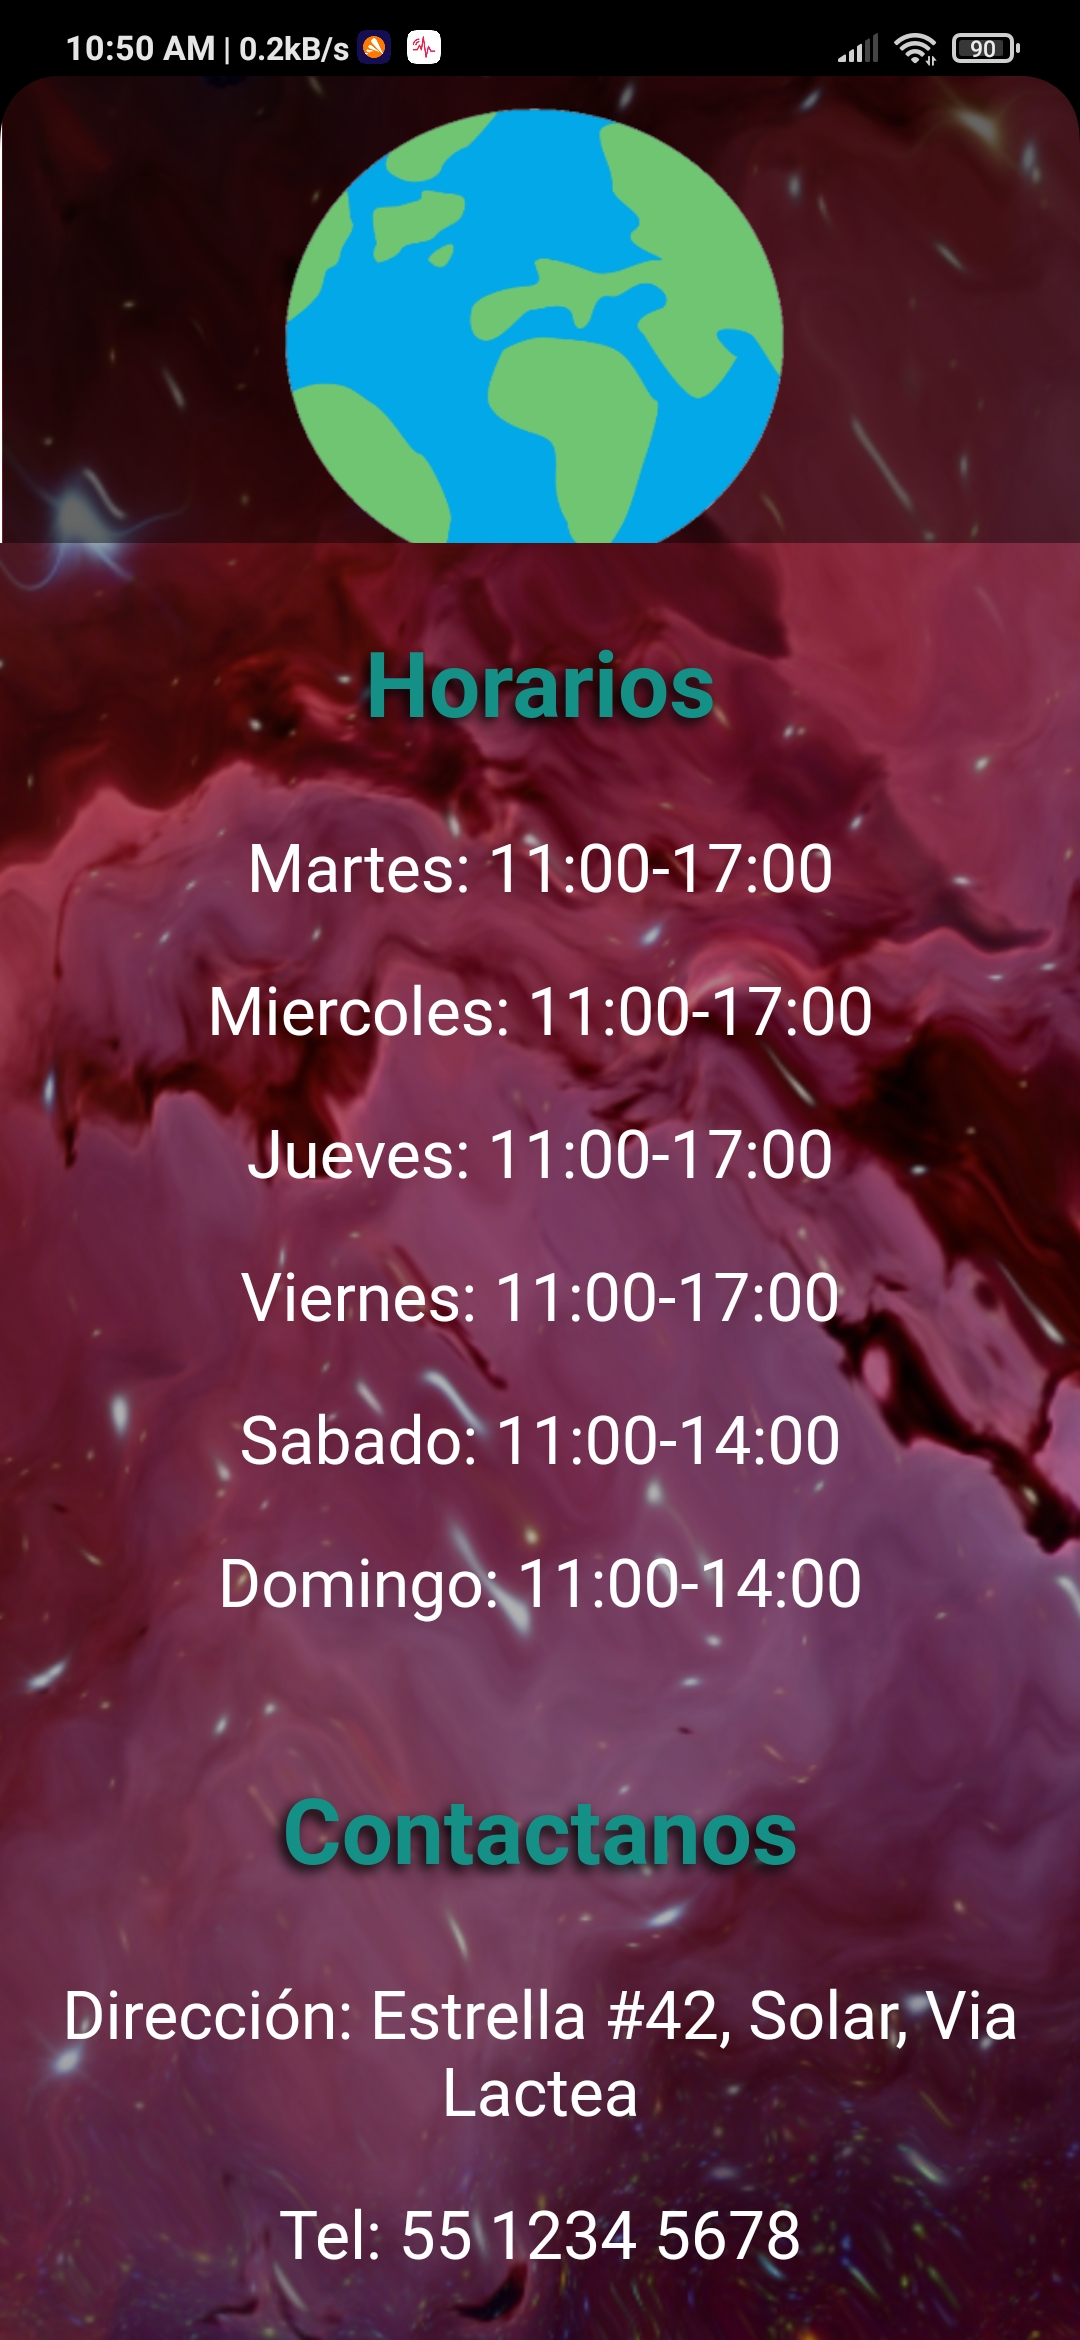 10:50 AM | 0.2kB/s
90
Horarios
Martes: 11:00-17:00
Miercoles: 11:00-17:00
Jueves: 11:00-17:00
Viernes: 11:00-17:00
Sabado: 11:00-14:00
Domingo: 11:00-14:00
Contactanos
Dirección: Estrella #42, Solar, Via
Lactea
Tel: 55 1234 5678